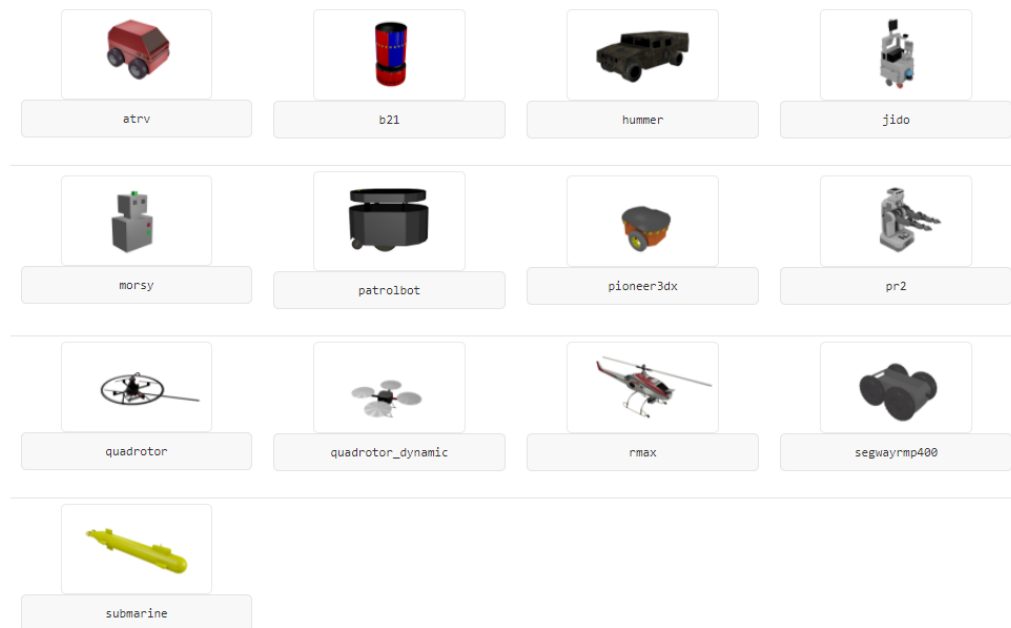 atrv
b21
hummer
jido
morsy
patrolbot
pioneer3dx
pr2
quadrotor
quadrotor_dynamic
rmax
segwayrmp400
submarine